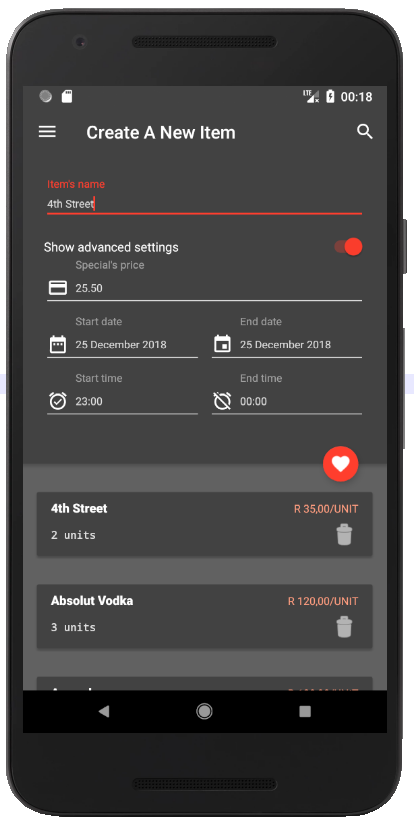 LTE 00:18
Create A New Item
Item's name
4th Street
Show advanced settings
Special's price
25.50
Start date End date
25 December 2018 25 December 2018
Start time End time
23:00 00:00
4th Street R 35,00/UNIT
2 units
Absolut Vodka R 120,00/UNIT
3 units